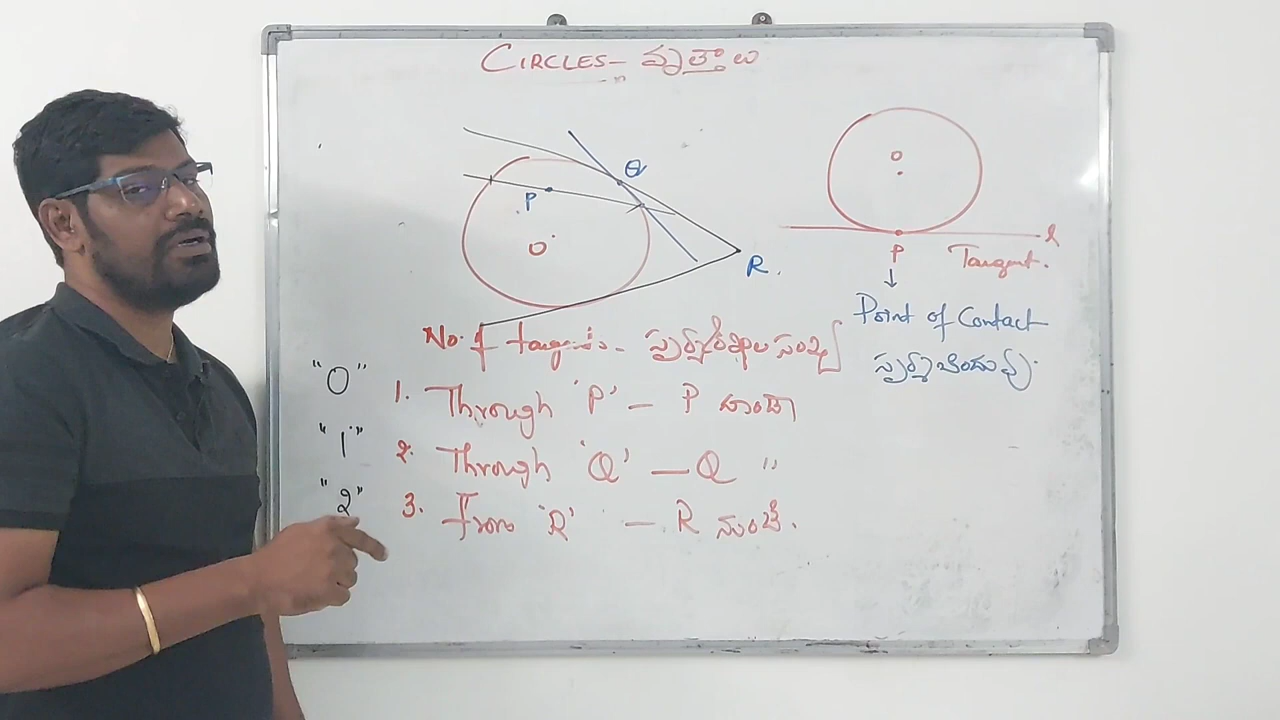 CIRCLES - వృత్తాలు
Q
P
O
R.
O
P
l
Tangent.
Point of Contact
స్పర్శ బిందువు.
No. of tangents - స్పర్శరేఖల సంఖ్య
"0" 1. Through 'P' - P ద్వారా
"1" 2. Through 'Q' - Q "
"2" 3. From 'R' - R నుంచి.